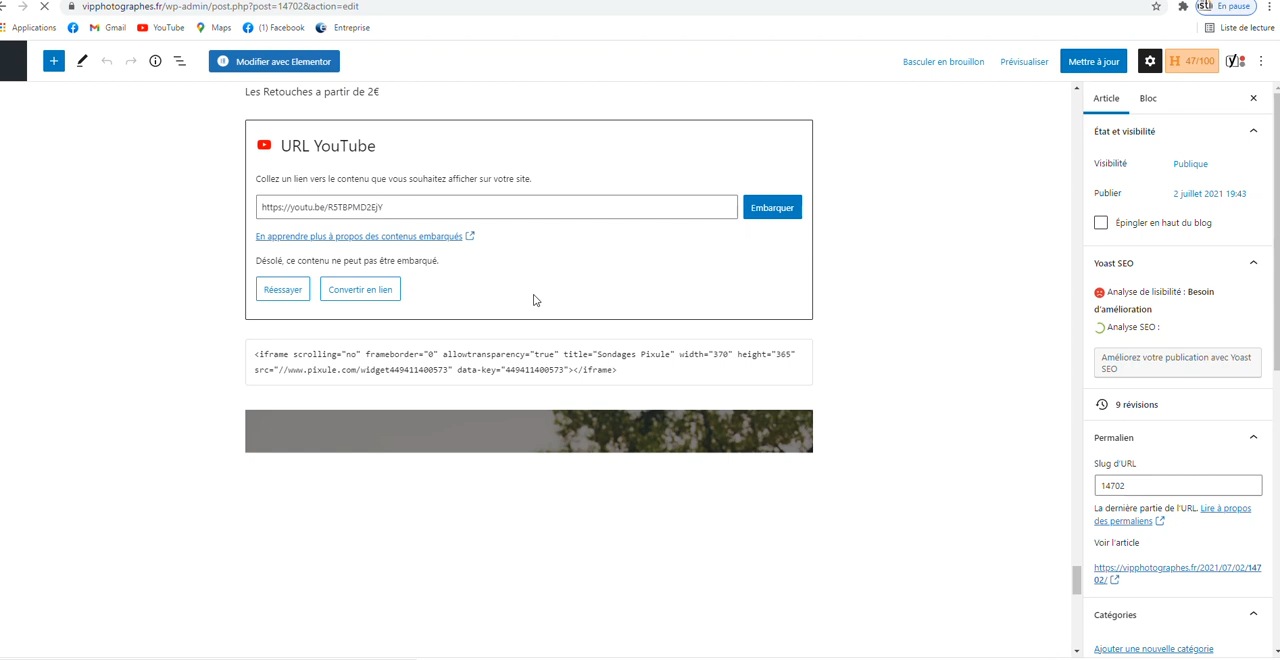 vipphotographes.fr/wp-admin/post.php?post=14702&action=edit
En pause
Applications
Gmail
YouTube
Maps
(1) Facebook
Entreprise
Liste de lecture
Modifier avec Elementor
Basculer en brouillon
Prévisualiser
Mettre à jour
H 47/100
Les Retouches a partir de 2€
URL YouTube
Collez un lien vers le contenu que vous souhaitez afficher sur votre site.
https://youtu.be/R5TBPMD2EjY
Embarquer
En apprendre plus à propos des contenus embarqués
Désolé, ce contenu ne peut pas être embarqué.
Réessayer
Convertir en lien
<iframe scrolling="no" frameborder="0" allowtransparency="true" title="Sondages Pixule" width="370" height="365"
src="//www.pixule.com/widget449411400573" data-key="449411400573"></iframe>
Article
Bloc
État et visibilité
Visibilité
Publique
Publier
2 juillet 2021 19:43
Épingler en haut du blog
Yoast SEO
Analyse de lisibilité : Besoin
d'amélioration
Analyse SEO :
Améliorez votre publication avec Yoast
SEO
9 révisions
Permalien
Slug d'URL
14702
La dernière partie de l'URL. Lire à propos
des permaliens
Voir l'article
https://vipphotographes.fr/2021/07/02/147
02/
Catégories
Ajouter une nouvelle catégorie